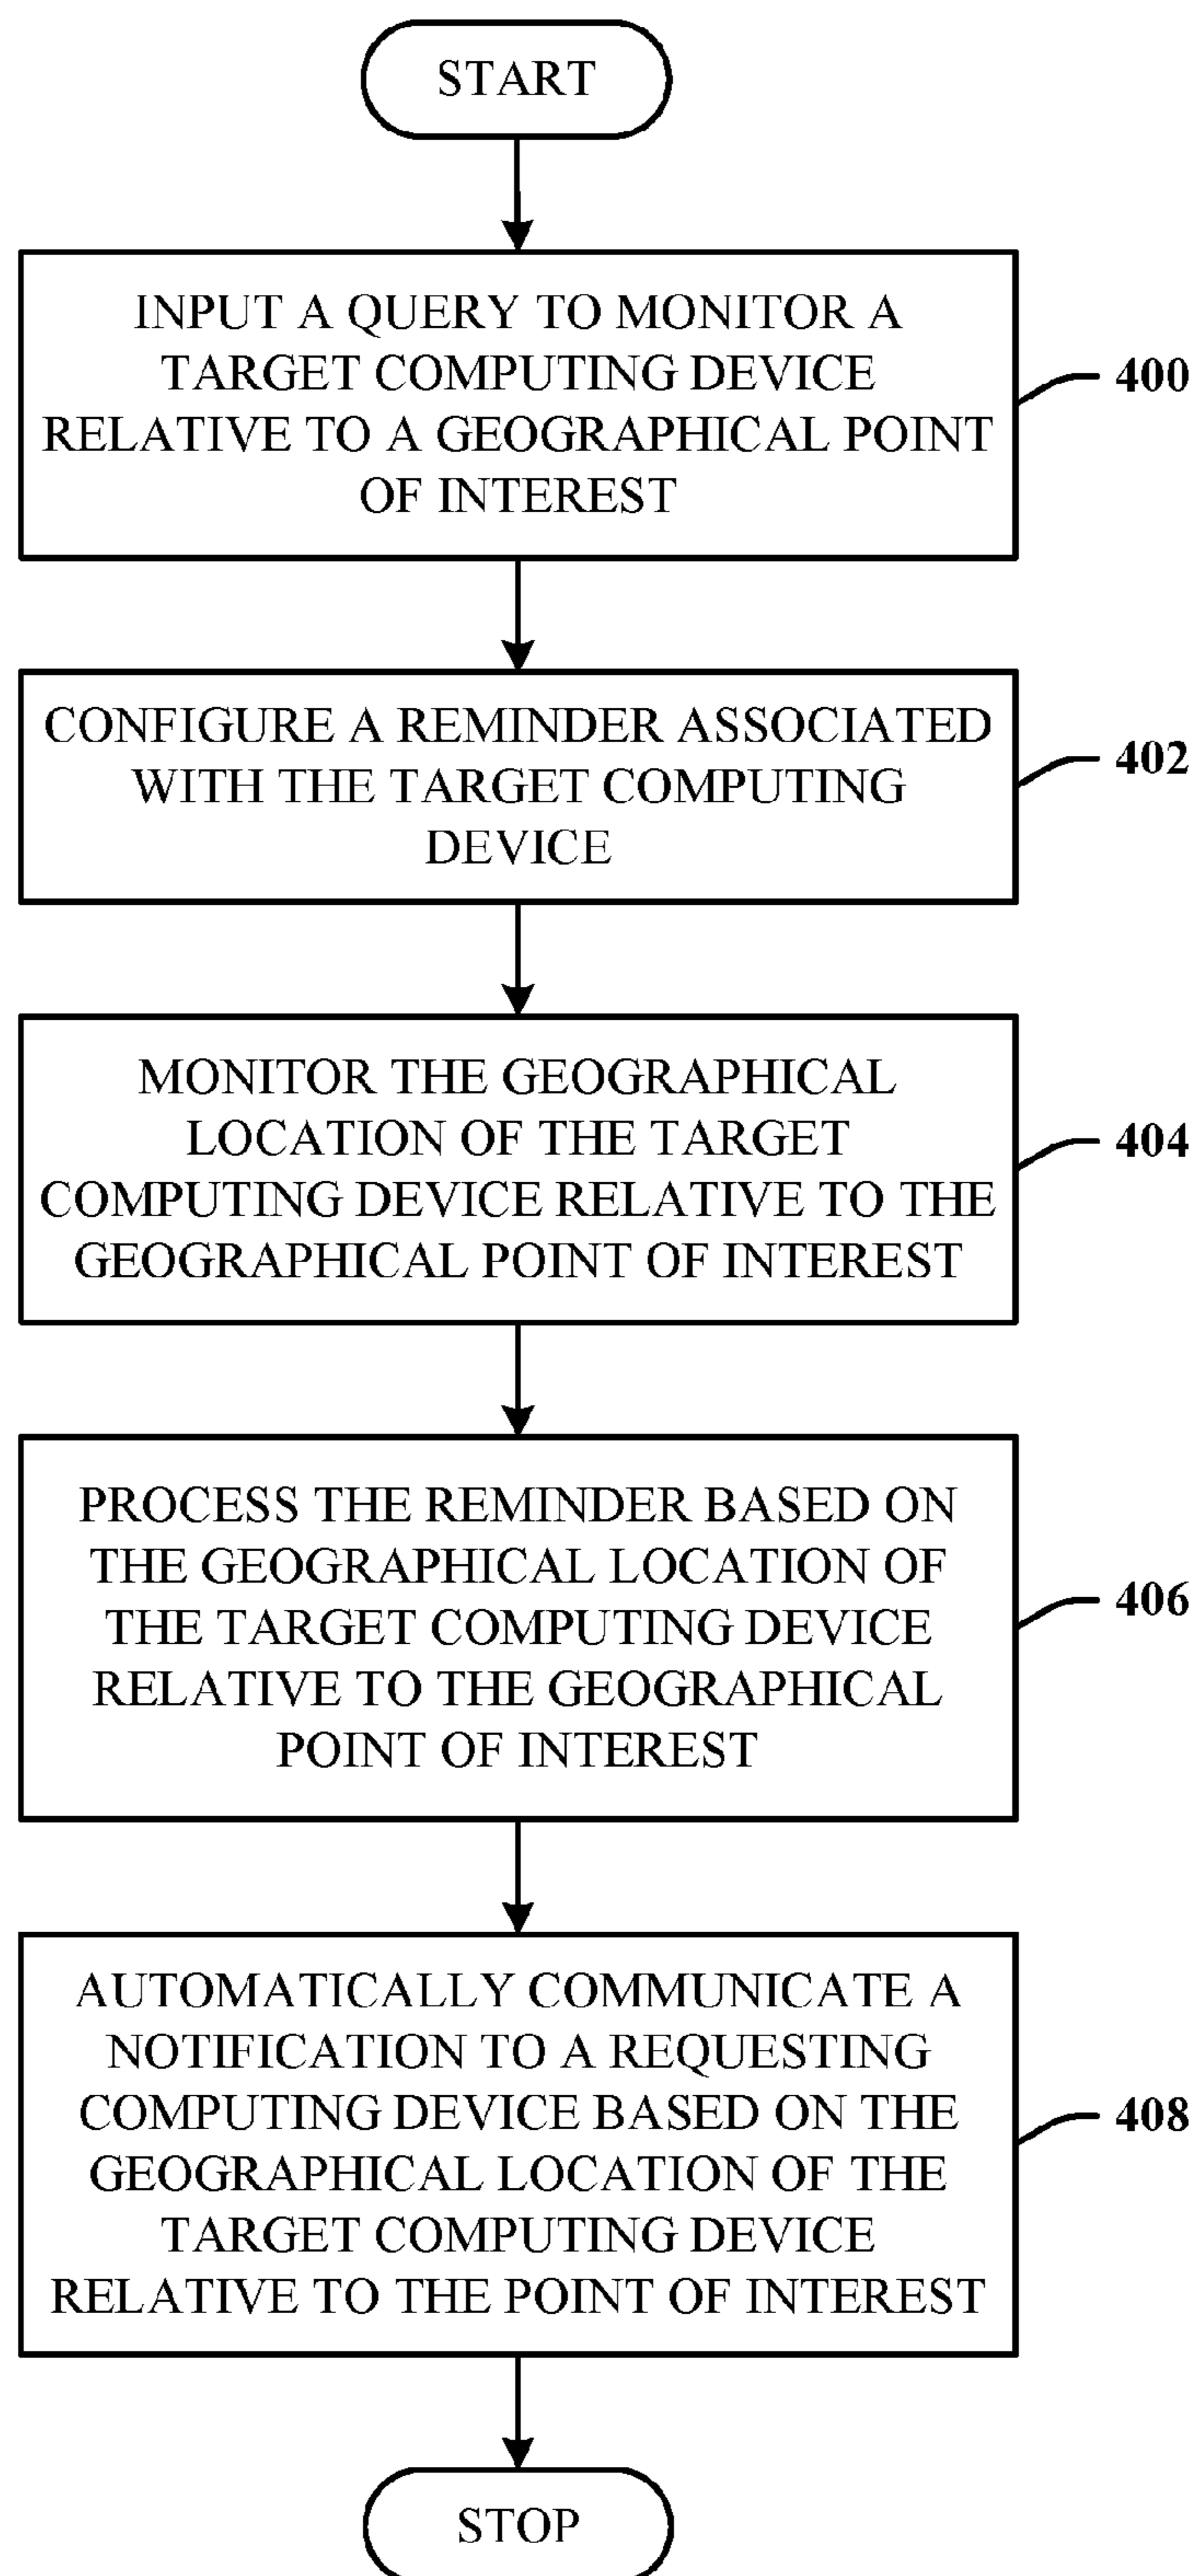 START
INPUT A QUERY TO MONITOR A
TARGET COMPUTING DEVICE
RELATIVE TO A GEOGRAPHICAL POINT
OF INTEREST
400
CONFIGURE A REMINDER ASSOCIATED
WITH THE TARGET COMPUTING
DEVICE
402
MONITOR THE GEOGRAPHICAL
LOCATION OF THE TARGET
COMPUTING DEVICE RELATIVE TO THE
GEOGRAPHICAL POINT OF INTEREST
404
PROCESS THE REMINDER BASED ON
THE GEOGRAPHICAL LOCATION OF
THE TARGET COMPUTING DEVICE
RELATIVE TO THE GEOGRAPHICAL
POINT OF INTEREST
406
AUTOMATICALLY COMMUNICATE A
NOTIFICATION TO A REQUESTING
COMPUTING DEVICE BASED ON THE
GEOGRAPHICAL LOCATION OF THE
TARGET COMPUTING DEVICE
RELATIVE TO THE POINT OF INTEREST
408
STOP